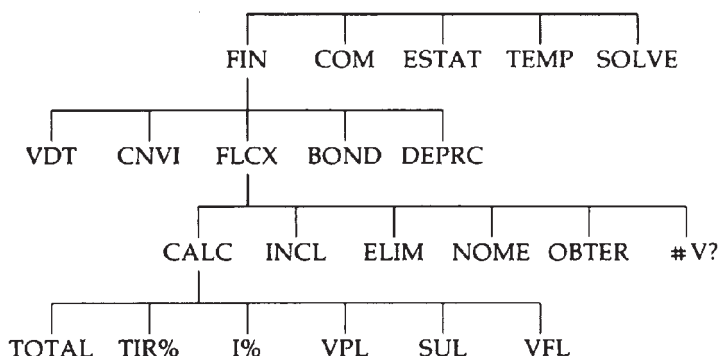 FIN COM ESTAT TEMP SOLVE
VDT CNVI FLCX BOND DEPRC
CALC INCL ELIM NOME OBTER #V?
TOTAL TIR% I% VPL SUL VFL